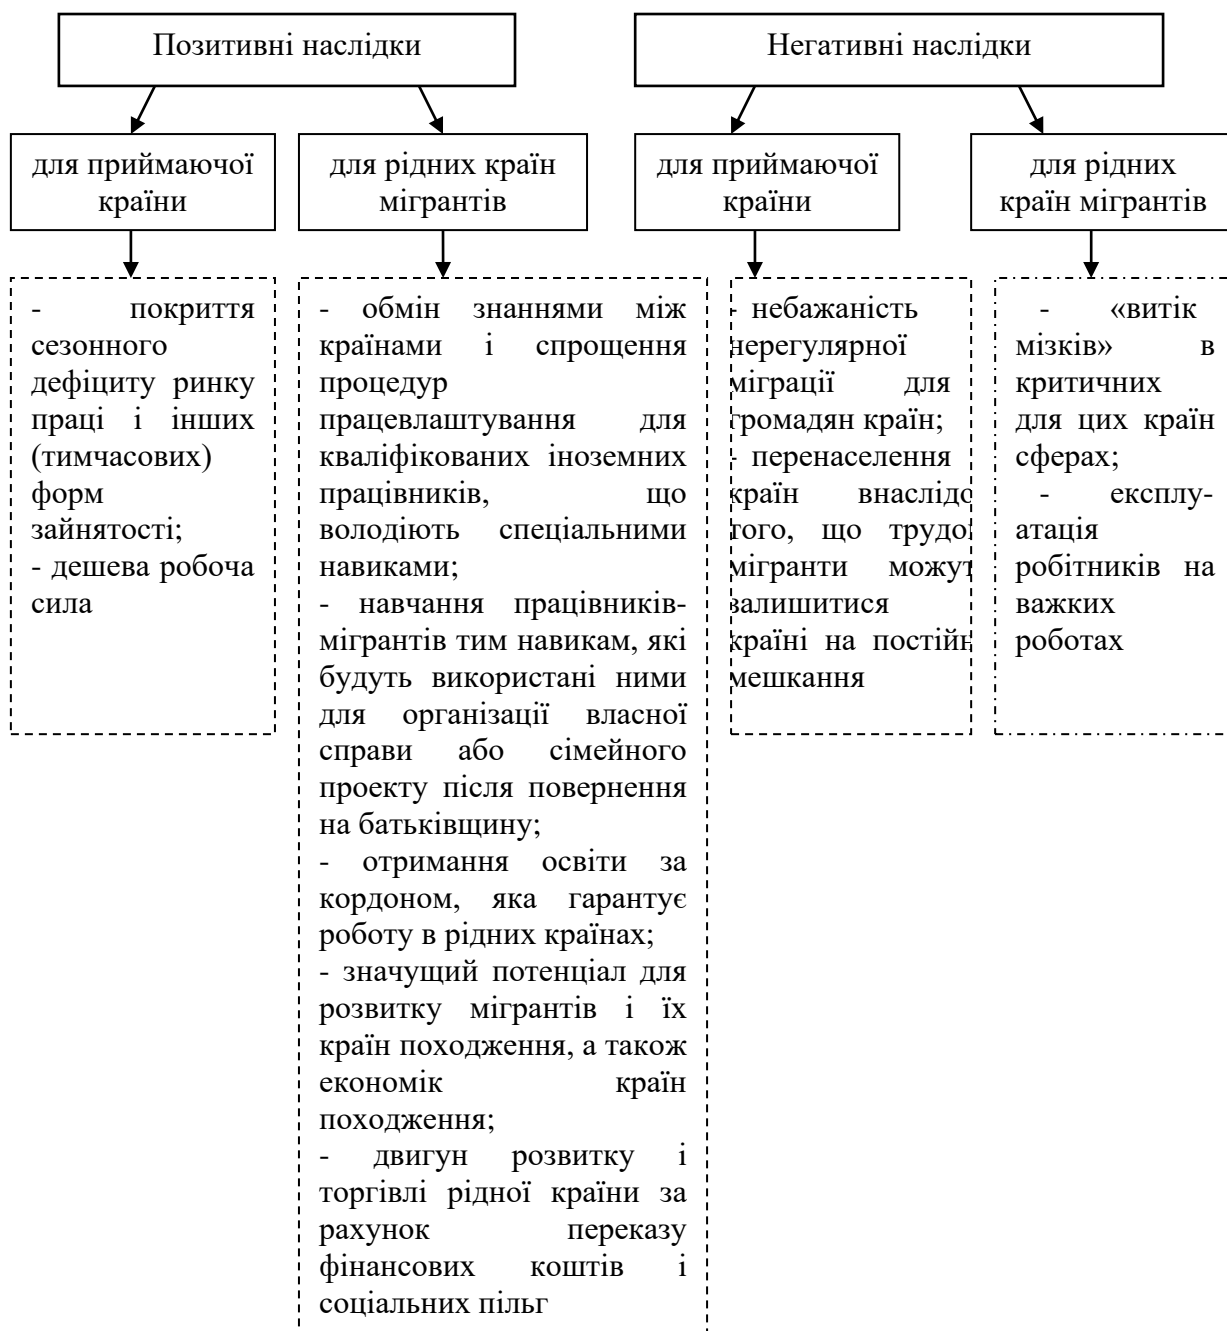 Позитивні наслідки
Негативні наслідки
для приймаючої
країни
для рідних країн
мігрантів
для приймаючої
країни
для рідних
країн мігрантів
- покриття
сезонного
дефіциту ринку
праці і інших
(тимчасових)
форм
зайнятості;
- дешева робоча
сила
- обмін знаннями між
країнами і спрощення
процедур
працевлаштування для
кваліфікованих іноземних
працівників, що
володіють спеціальними
навиками;
- навчання працівників-
мігрантів тим навикам, які
будуть використані ними
для організації власної
справи або сімейного
проекту після повернення
на батьківщину;
- отримання освіти за
кордоном, яка гарантує
роботу в рідних країнах;
- значущий потенціал для
розвитку мігрантів і їх
країн походження, а також
економік країн
походження;
- двигун розвитку і
торгівлі рідної країни за
рахунок переказу
фінансових коштів і
соціальних пільг
- небажаність
нерегулярної
міграції для
громадян країн;
- перенаселення
країн внаслідо
того, що трудо
мігранти можут
залишитися
країні на постійн
мешкання
- «витік
мізків» в
критичних
для цих країн
сферах;
- експлу-
атація
робітників на
важких
роботах